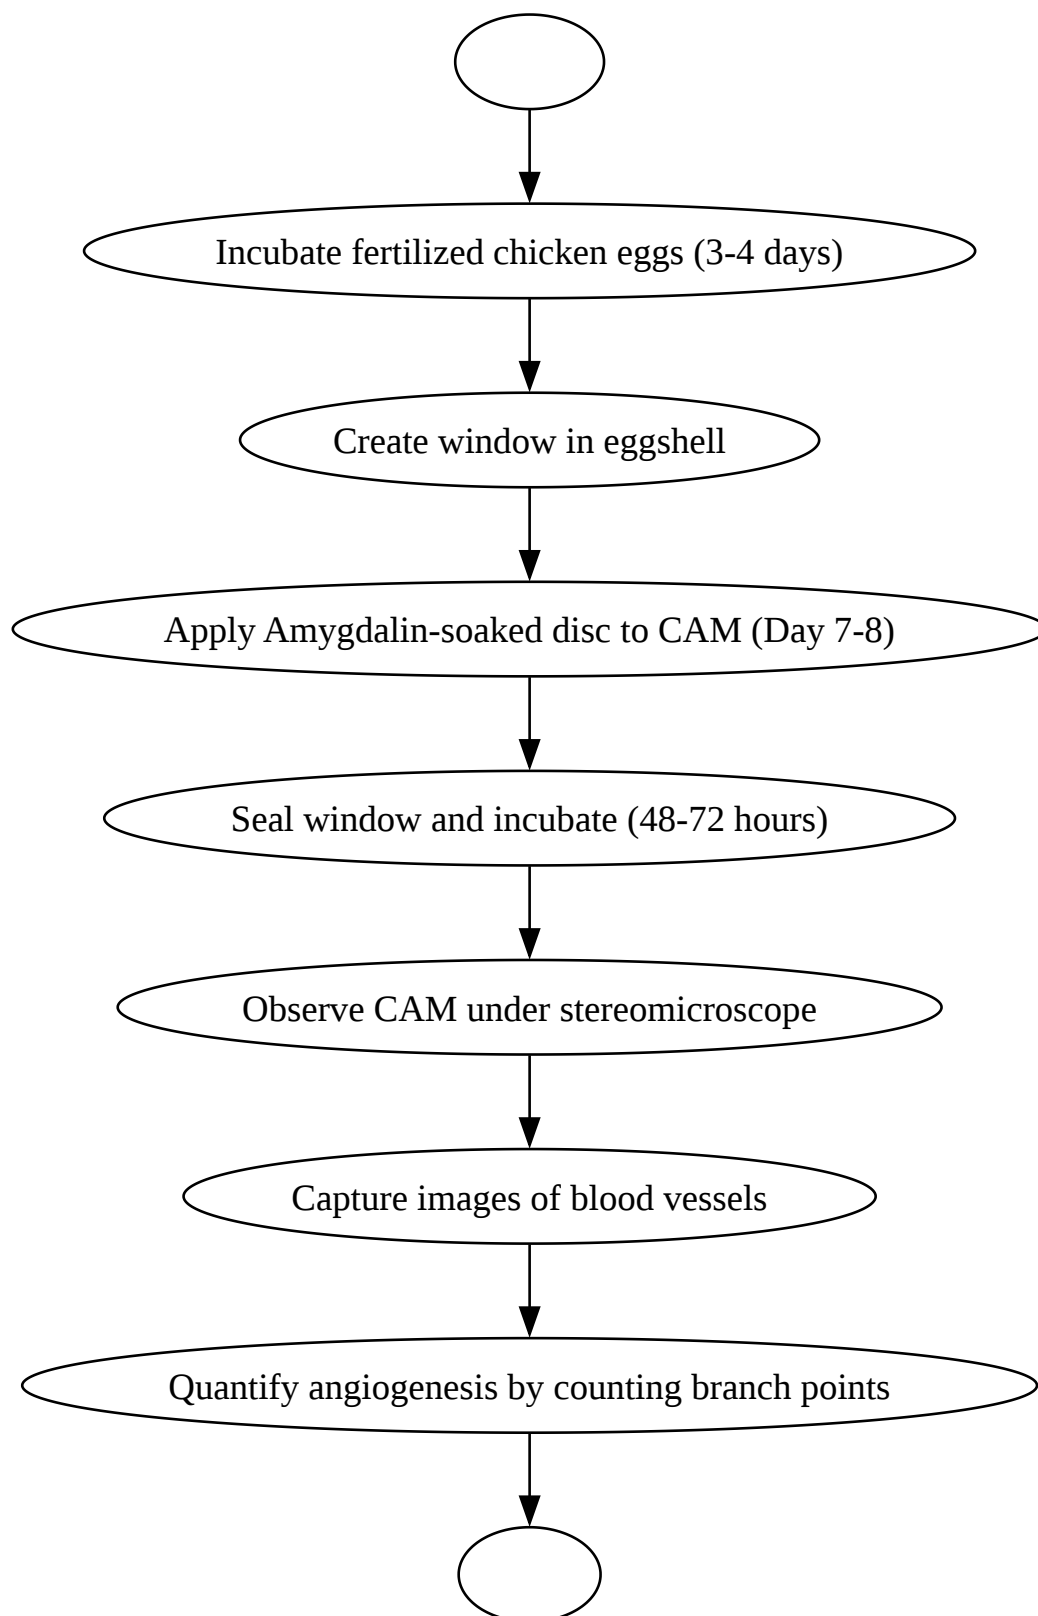 Incubate fertilized chicken eggs (3-4 days)
Create window in eggshell
Apply Amygdalin-soaked disc to CAM (Day 7-8)
Seal window and incubate (48-72 hours)
Observe CAM under stereomicroscope
Capture images of blood vessels
Quantify angiogenesis by counting branch points